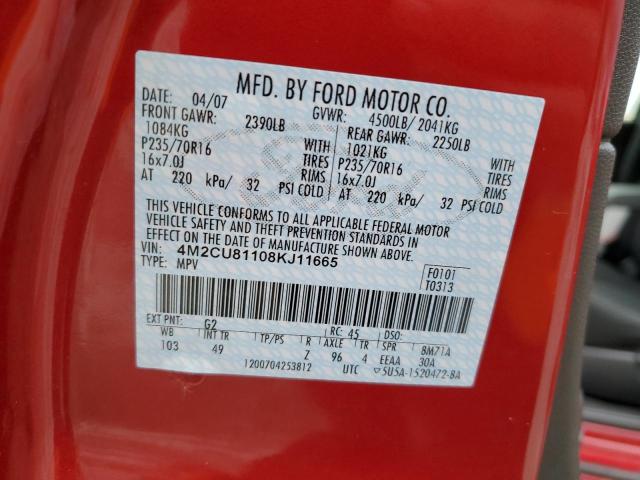 MFD. BY FORD MOTOR CO.
DATE: 04/07 GVWR: 4500LB/ 2041KG
FRONT GAWR: 2390LB REAR GAWR: 2250LB
1084KG WITH 1021KG WITH
P235/70R16 TIRES P235/70R16 TIRES
16x7.0J RIMS 16x7.0J RIMS
AT 220 kPa/ 32 PSI COLD AT 220 kPa/ 32 PSI COLD
THIS VEHICLE CONFORMS TO ALL APPLICABLE FEDERAL MOTOR
VEHICLE SAFETY AND THEFT PREVENTION STANDARDS IN
EFFECT ON THE DATE OF MANUFACTURE SHOWN ABOVE.
VIN: 4M2CU81108KJ11665
TYPE: MPV
F0101
T0313
EXT PNT: G2 RC: 45 DSO:
WB INT TR TP/PS R AXLE TR SPR 8M71A
103 49 Z 96 4 EEAA 30A
1200704253812 UTC ▽5U5A-1520472-BA